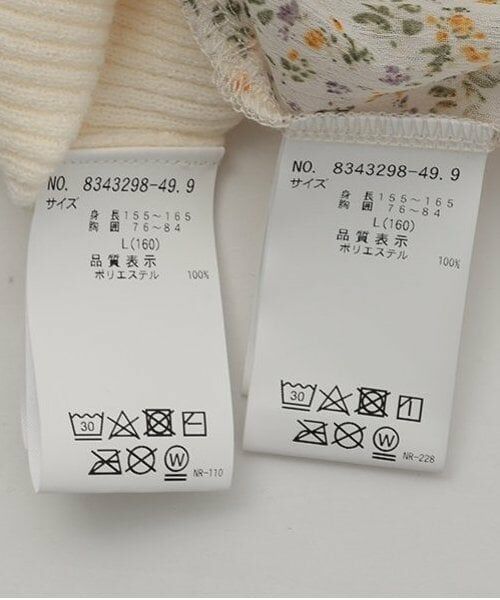 NO. 8343298-49.9
サイズ
身長155～165
胸囲 76～84
L(160)
品質表示
ポリエステル 100%
30
W
NR-110
NO. 8343298-49.9
サイズ
身長155～165
胸囲 76～84
L(160)
品質表示
ポリエステル 100%
30
W
NR-228